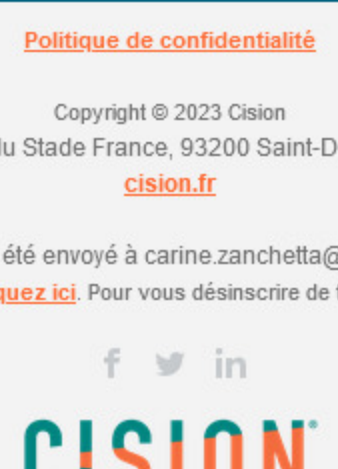 Politique de confidentialité
Copyright © 2023 Cision
du Stade France, 93200 Saint-D
cision.fr
été envoyé à carine.zanchetta@
quez ici. Pour vous désinscrire de
f in
CISION